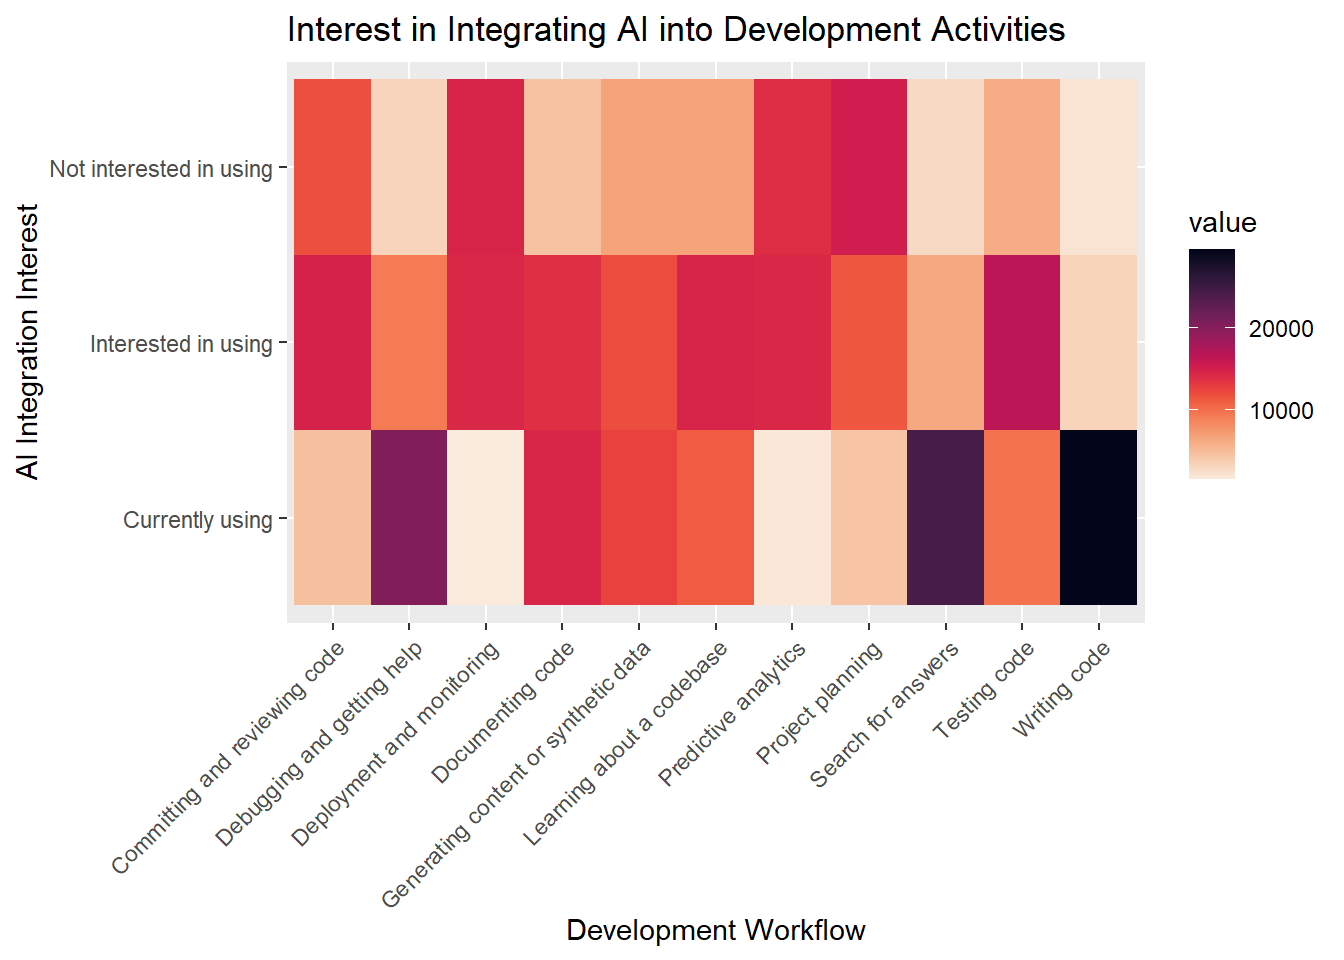 Interest in Integrating AI into Development Activities
AI Integration Interest
Not interested in using
Interested in using
Currently using
value
20000
10000
Committing and reviewing code
Debugging and getting help
Deployment and monitoring
Documenting code
Generating content or synthetic data
Learning about a codebase
Predictive analytics
Project planning
Search for answers
Testing code
Writing code
Development Workflow